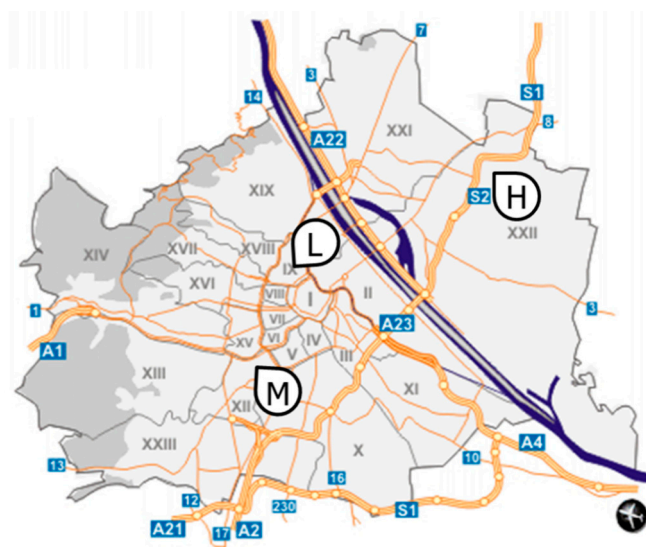 7
3
S1
14
A22
8
XXI
S2
H
XIX
XXII
L
XIV
XVII
XVIII
IX
XVI
VIII
I
II
1
3
VII
A23
A1
XV
VI
IV
V
III
XIII
M
XI
XII
XXIII
A4
X
13
10
16
12
S1
230
A21
A2
17